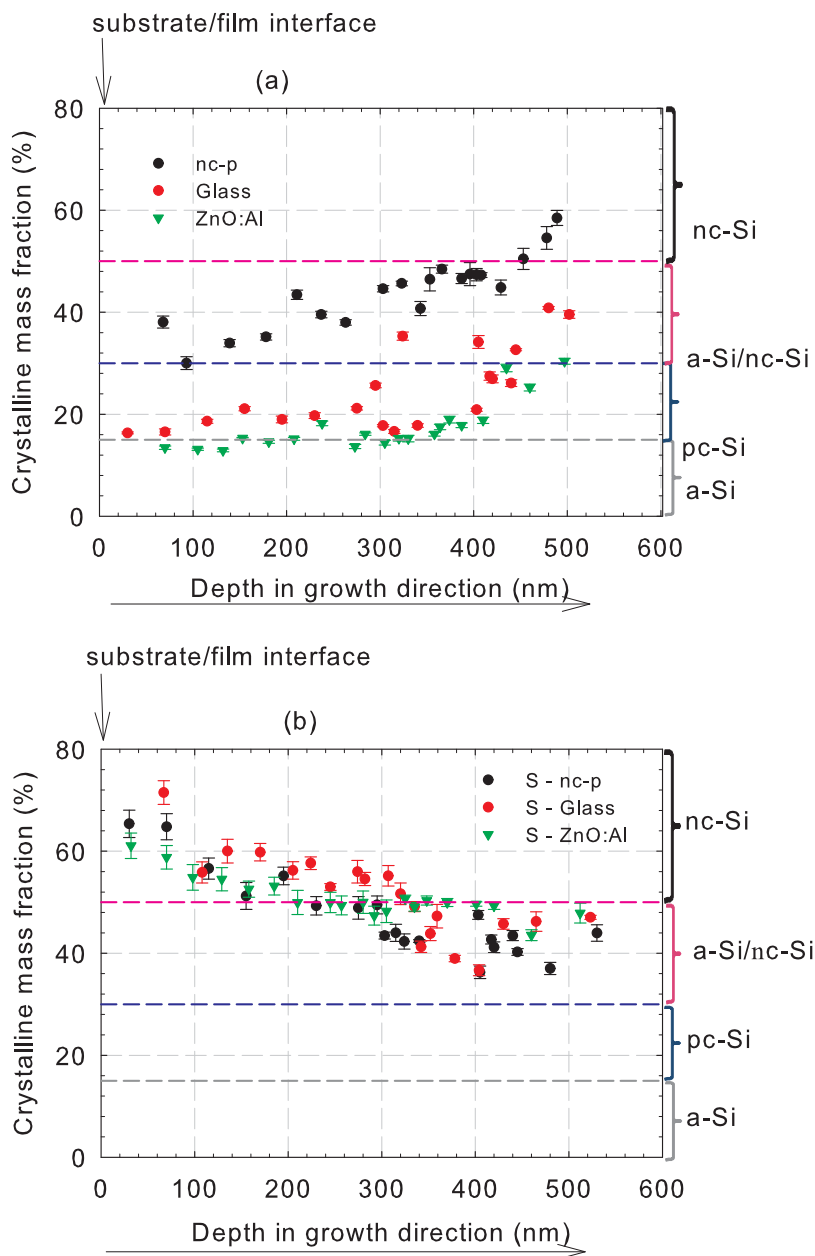 substrate/film interface
(a)
Crystalline mass fraction (%)
80
60
40
20
0
nc-p
Glass
ZnO:Al
nc-Si
a-Si/nc-Si
pc-Si
a-Si
0 100 200 300 400 500 600
Depth in growth direction (nm)
substrate/film interface
(b)
Crystalline mass fraction (%)
80
60
40
20
0
S - nc-p
S - Glass
S - ZnO:Al
nc-Si
a-Si/nc-Si
pc-Si
a-Si
0 100 200 300 400 500 600
Depth in growth direction (nm)